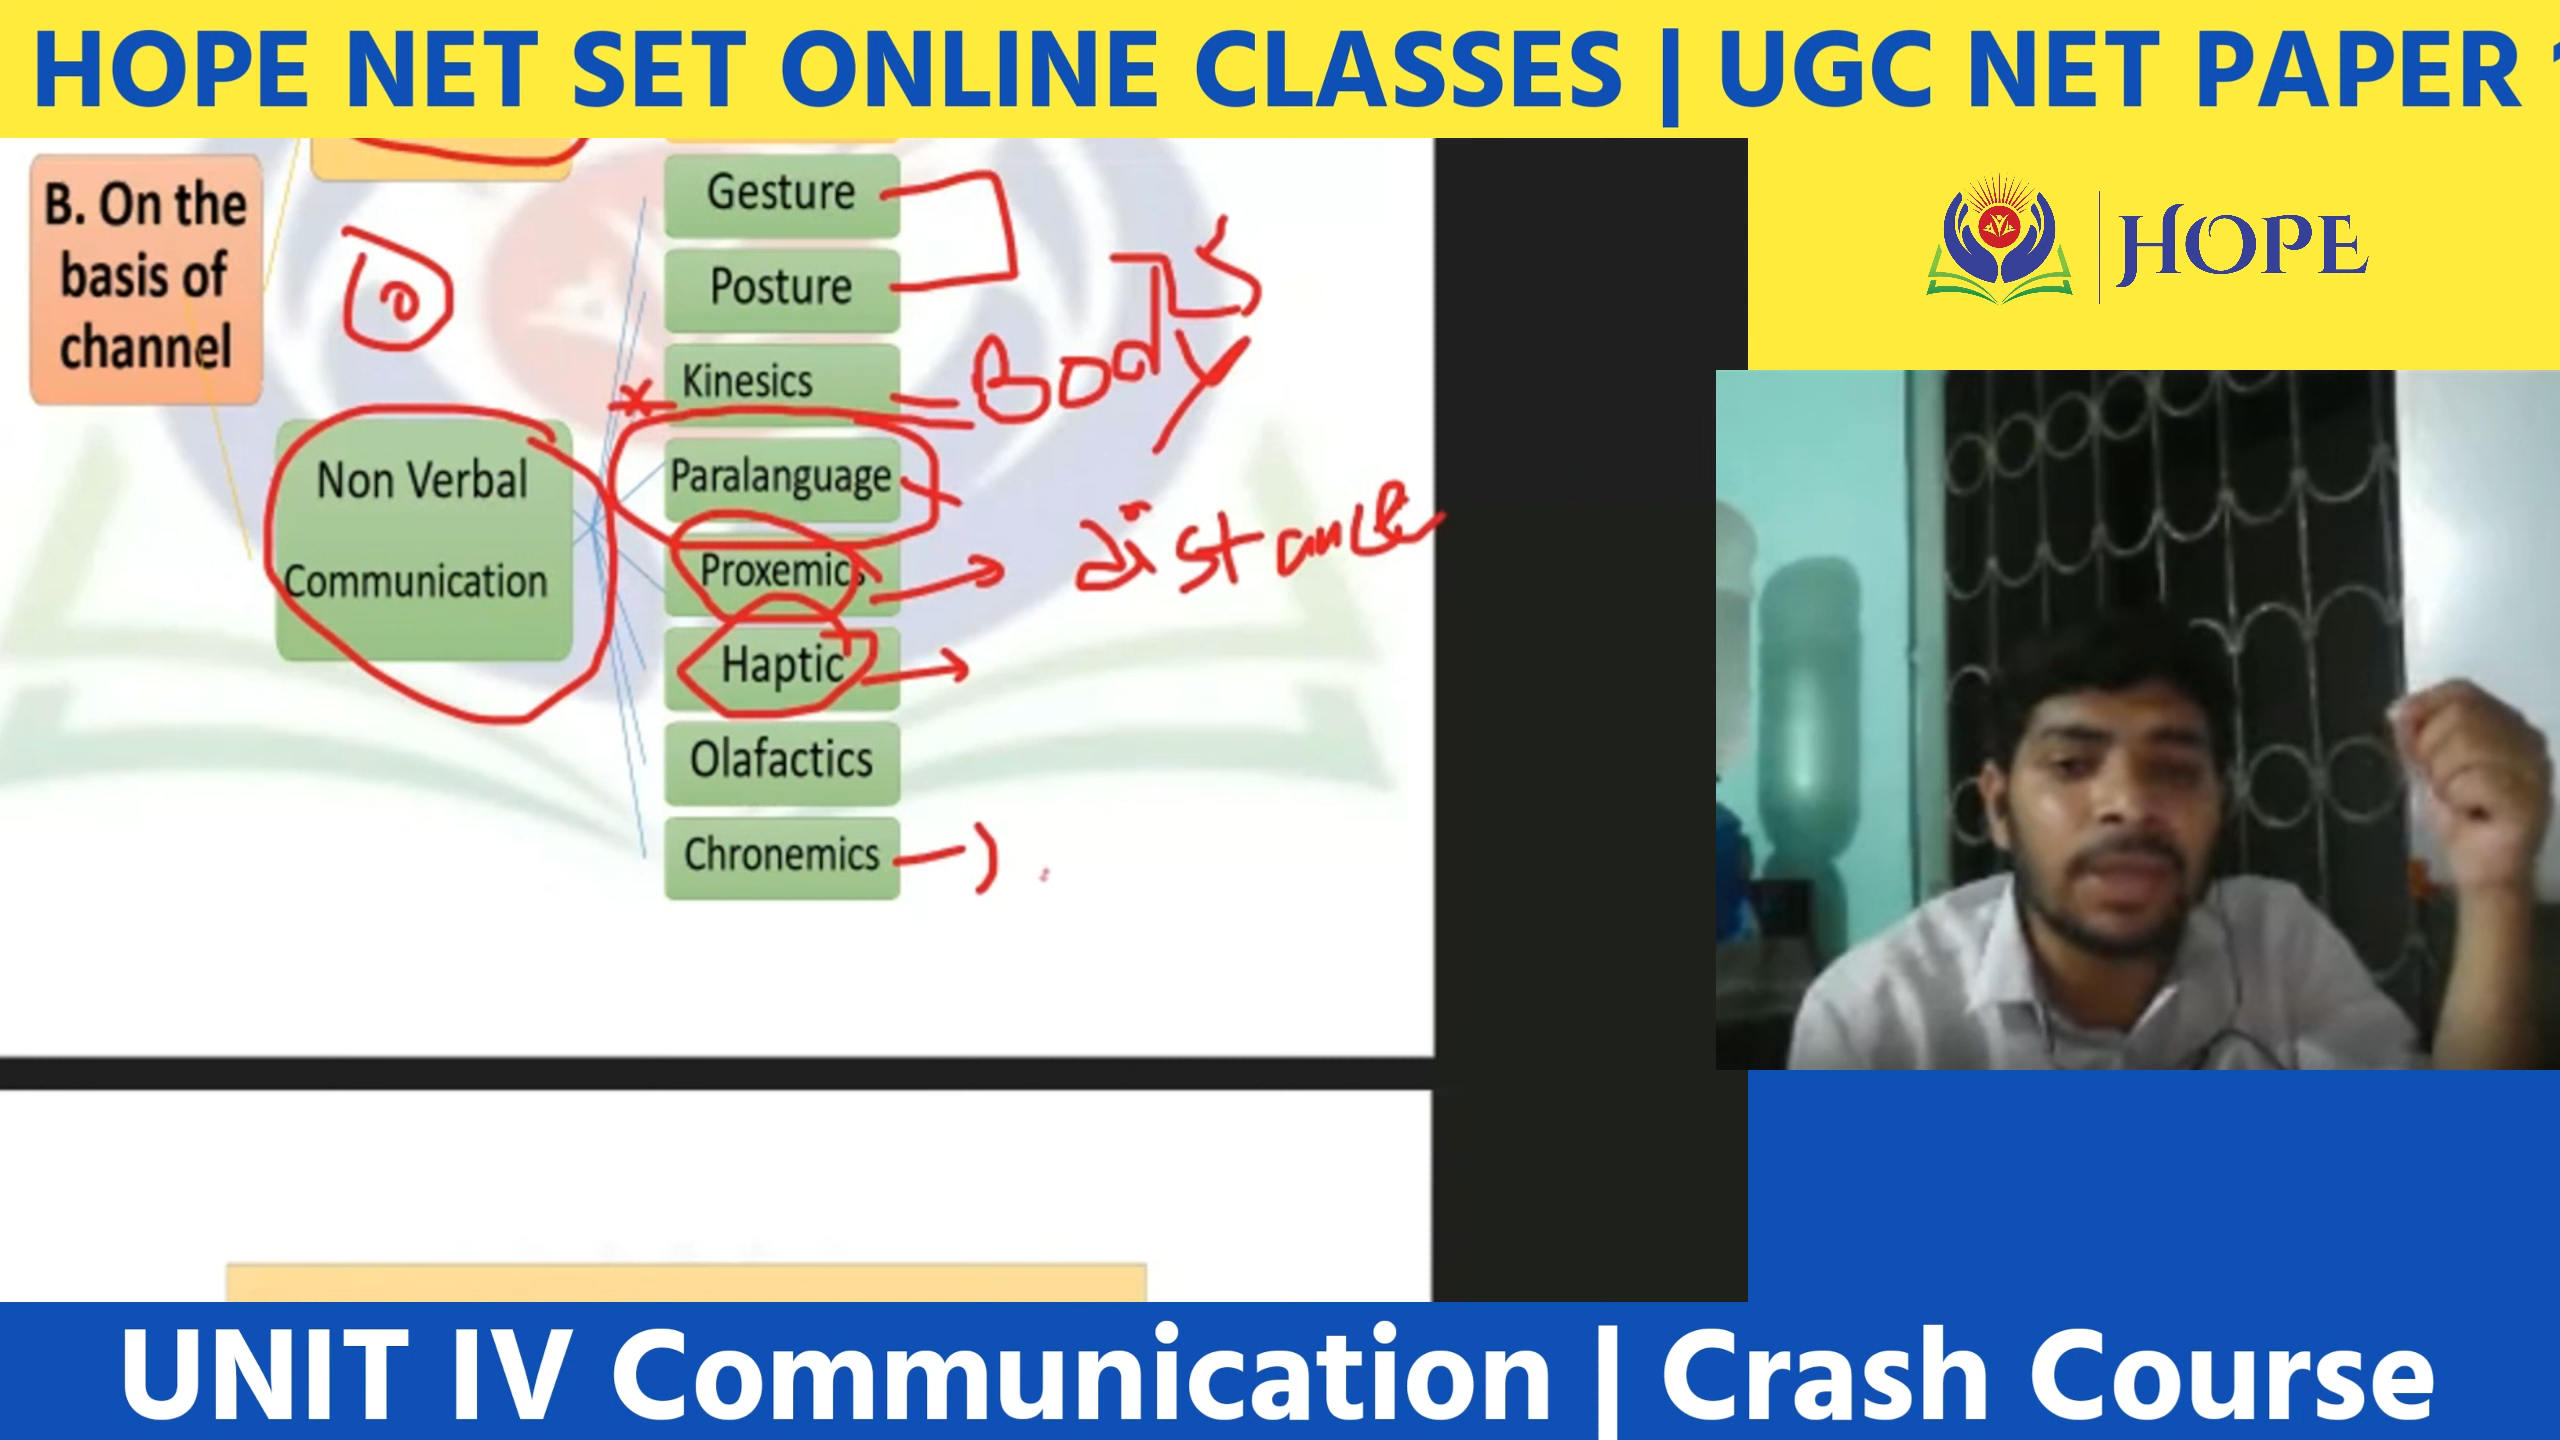 HOPE NET SET ONLINE CLASSES | UGC NET PAPER
HOPE
B. On the
basis of
channel
Non Verbal
Communication
Gesture
Posture
Kinesics
Body
Paralanguage
Proxemics
distance
Haptic
Olafactics
Chronemics
UNIT IV Communication | Crash Course